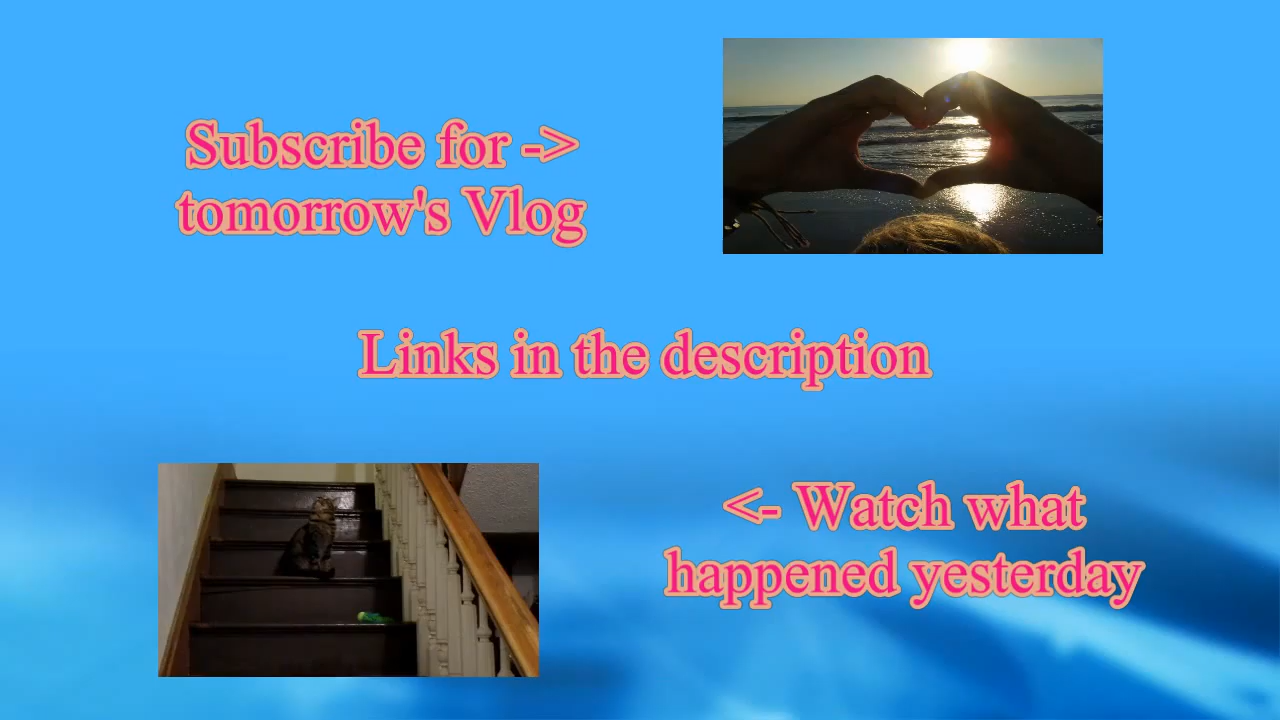 Subscribe for ->
tomorrow's Vlog
Links in the description
<- Watch what
happened yesterday